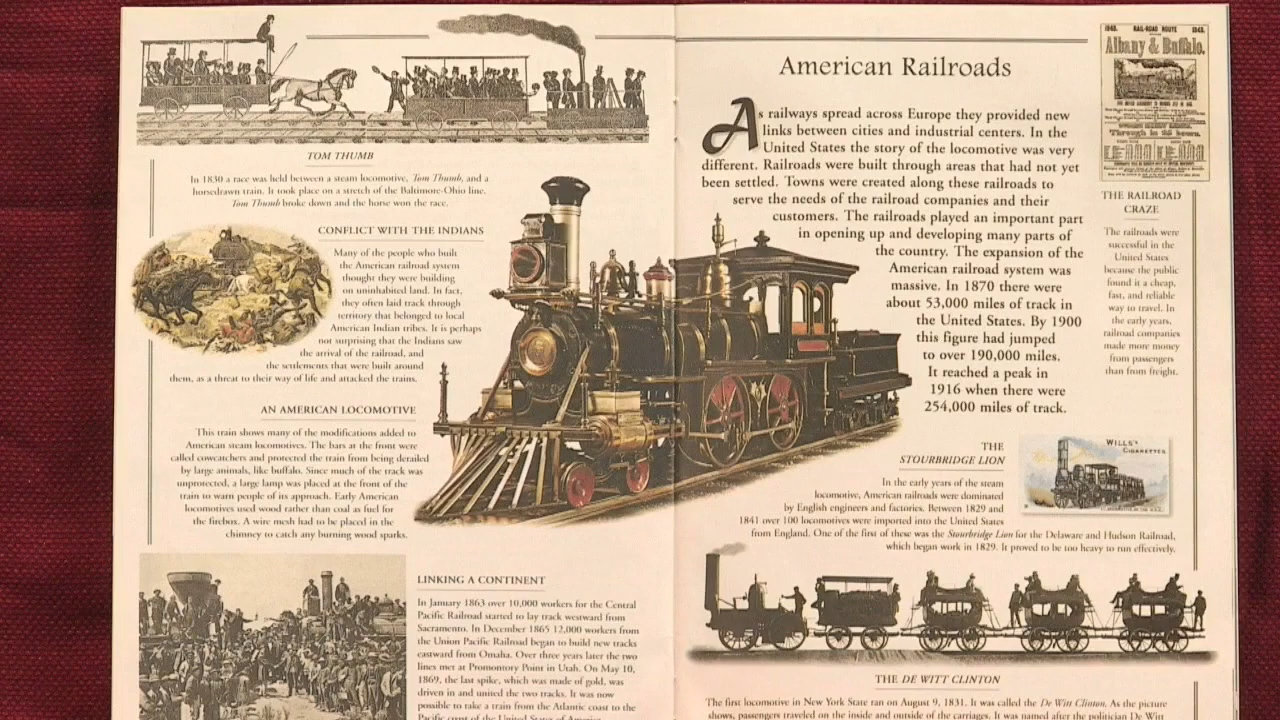 TOM THUMB
In 1830 a race was held between a steam locomotive, Tom Thumb, and a
horsedrawn train. It took place on a stretch of the Baltimore-Ohio line.
Tom Thumb broke down and the horse won the race.
CONFLICT WITH THE INDIANS
Many of the people who built
the American railroad system
thought they were building
on uninhabited land. In fact,
they often laid track through
territory that belonged to local
American Indian tribes. It is perhaps
not surprising that the Indians saw
the arrival of the railroad, and
the settlements that were built around
them, as a threat to their way of life and attacked the trains.
AN AMERICAN LOCOMOTIVE
This train shows many of the modifications added to
American steam locomotives. The bars at the front were
called cowcatchers and protected the train from being derailed
by large animals, like buffalo. Since much of the track was
unprotected, a large lamp was placed at the front of the
train to warn people of its approach. Early American
locomotives used wood rather than coal as fuel for
the firebox. A wire mesh had to be placed in the
chimney to catch any burning wood sparks.
LINKING A CONTINENT
In January 1863 over 10,000 workers for the Central
Pacific Railroad started to lay track westward from
Sacramento. In December 1865 12,000 workers from
the Union Pacific Railroad began to build new tracks
eastward from Omaha. Over three years later the two
lines met at Promontory Point in Utah. On May 10,
1869, the last spike, which was made of gold, was
driven in and united the two tracks. It was now
possible to take a train from the Atlantic coast to the
Pacific coast of the United States of America.
American Railroads
As railways spread across Europe they provided new
links between cities and industrial centers. In the
United States the story of the locomotive was very
different. Railroads were built through areas that had not yet
been settled. Towns were created along these railroads to
serve the needs of the railroad companies and their
customers. The railroads played an important part
in opening up and developing many parts of
the country. The expansion of the
American railroad system was
massive. In 1870 there were
about 53,000 miles of track in
the United States. By 1900
this figure had jumped
to over 190,000 miles.
It reached a peak in
1916 when there were
254,000 miles of track.
1843. RAIL-ROAD ROUTE 1843.
Albany & Buffalo.
Through in 25 hours.
THE RAILROAD
CRAZE
The railroads were
successful in the
United States
because the public
found it a cheap,
fast, and reliable
way to travel. In
the early years,
railroad companies
made more money
from passengers
than from freight.
THE
STOURBRIDGE LION
WILLS'S
CIGARETTES
In the early years of the steam
locomotive, American railroads were dominated
by English engineers and factories. Between 1829 and
1841 over 100 locomotives were imported into the United States
from England. One of the first of these was the Stourbridge Lion for the Delaware and Hudson Railroad,
which began work in 1829. It proved to be too heavy to run effectively.
THE DE WITT CLINTON
The first locomotive in New York State ran on August 9, 1831. It was called the De Witt Clinton. As the picture
shows, passengers traveled on the inside and outside of the carriages. It was named after the politician De Witt